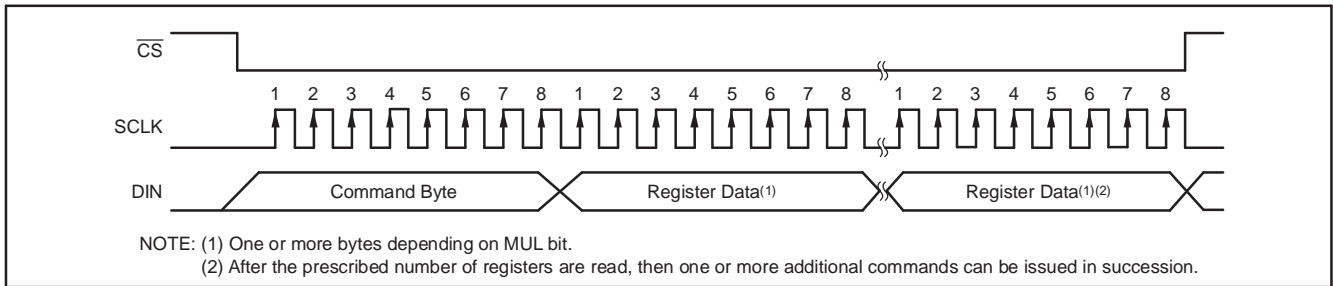 CS
1 2 3 4 5 6 7 8 1 2 3 4 5 6 7 8 1 2 3 4 5 6 7 8
SCLK
DIN Command Byte Register Data(1) Register Data(1)(2)
NOTE: (1) One or more bytes depending on MUL bit.
(2) After the prescribed number of registers are read, then one or more additional commands can be issued in succession.